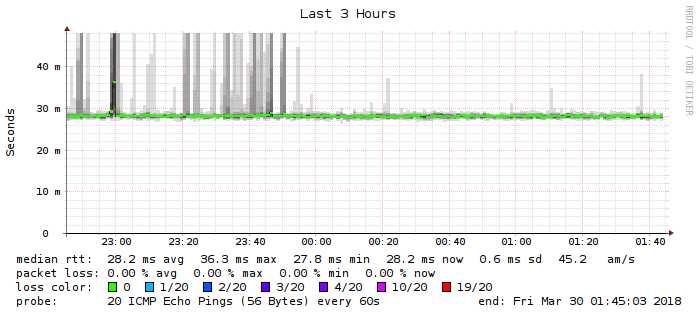 Last 3 Hours
RRDTOOL / TOBI OETIKER
Seconds
40 m
30 m
20 m
10 m
0
23:00 23:20 23:40 00:00 00:20 00:40 01:00 01:20 01:40
median rtt: 28.2 ms avg 36.3 ms max 27.8 ms min 28.2 ms now 0.6 ms sd 45.2 am/s
packet loss: 0.00 % avg 0.00 % max 0.00 % min 0.00 % now
loss color: 0 1/20 2/20 3/20 4/20 10/20 19/20
probe: 20 ICMP Echo Pings (56 Bytes) every 60s end: Fri Mar 30 01:45:03 2018